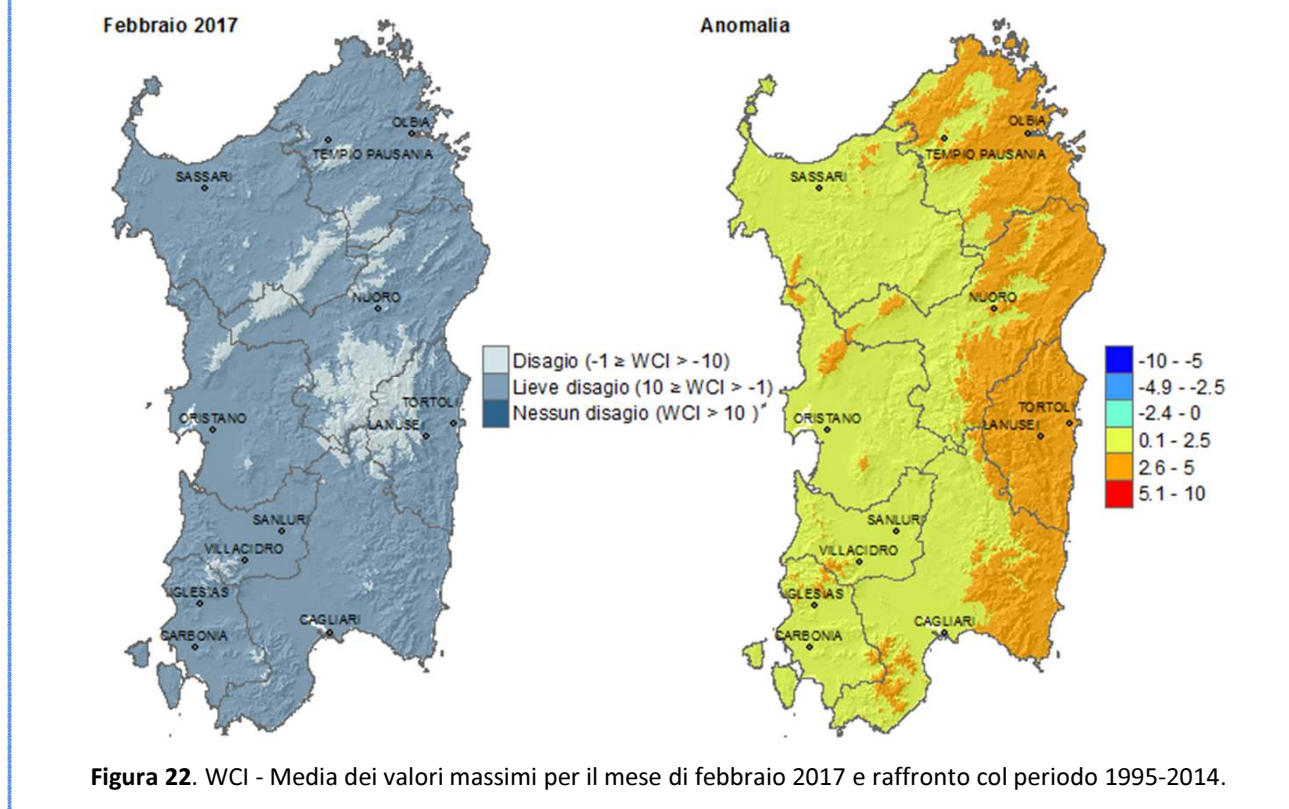 Febbraio 2017
OLBIA
TEMPIO PAUSANIA
SASSARI
NUORO
TORTOLI
ORISTANO
LANUSEI
SANLURI
VILLACIDRO
IGLESIAS
CAGLIARI
CARBONIA
Disagio (-1 ≥ WCI > -10)
Lieve disagio (10 ≥ WCI > -1)
Nessun disagio (WCI > 10 )
Anomalia
OLBIA
TEMPIO PAUSANIA
SASSARI
NUORO
TORTOLI
ORISTANO
LANUSEI
SANLURI
VILLACIDRO
IGLESIAS
CAGLIARI
CARBONIA
-10 - -5
-4.9 - -2.5
-2.4 - 0
0.1 - 2.5
2.6 - 5
5.1 - 10
Figura 22. WCI - Media dei valori massimi per il mese di febbraio 2017 e raffronto col periodo 1995-2014.